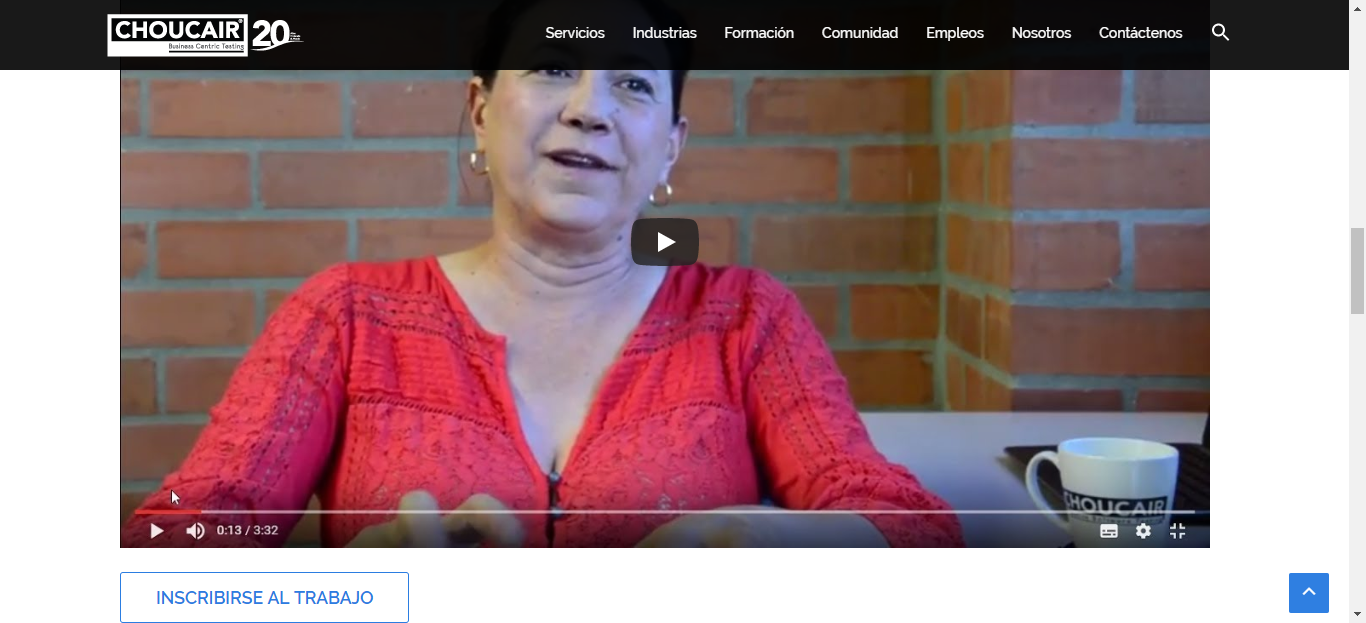 CHOUCAIR 20
Business Centric Testing
Servicios Industrias Formación Comunidad Empleos Nosotros Contáctenos
CHOUCAIR
0:13 / 3:32
INSCRIBIRSE AL TRABAJO